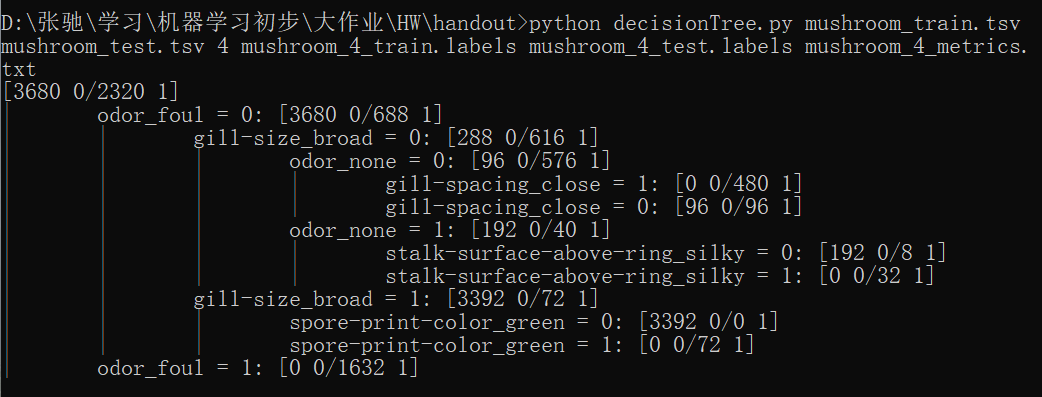 D:\张驰\学习\机器学习初步\大作业\HW\handout>python decisionTree.py mushroom_train.tsv
mushroom_test.tsv 4 mushroom_4_train.labels mushroom_4_test.labels mushroom_4_metrics.
txt
[3680 0/2320 1]
| odor_foul = 0: [3680 0/688 1]
| | gill-size_broad = 0: [288 0/616 1]
| | | odor_none = 0: [96 0/576 1]
| | | | gill-spacing_close = 1: [0 0/480 1]
| | | | gill-spacing_close = 0: [96 0/96 1]
| | | odor_none = 1: [192 0/40 1]
| | | | stalk-surface-above-ring_silky = 0: [192 0/8 1]
| | | | stalk-surface-above-ring_silky = 1: [0 0/32 1]
| | gill-size_broad = 1: [3392 0/72 1]
| | | spore-print-color_green = 0: [3392 0/0 1]
| | | spore-print-color_green = 1: [0 0/72 1]
| odor_foul = 1: [0 0/1632 1]